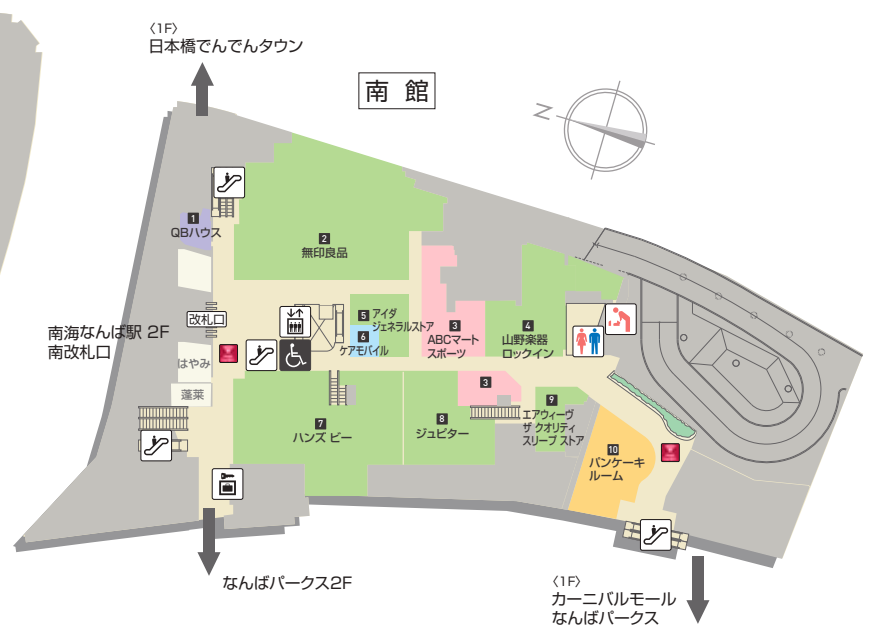 〈1F〉
日本橋でんでんタウン
南 館
N
1
QBハウス
2
無印良品
改札口
南海なんば駅 2F
南改札口
はやみ
蓬莱
5 アイダ
ジェネラルストア
6
ケアモバイル
3
ABCマート
スポーツ
4
山野楽器
ロックイン
3
7
ハンズ ビー
8
ジュピター
9
エアウィーヴ
ザ クオリティ
スリープ ストア
10
パンケーキ
ルーム
なんばパークス2F
〈1F〉
カーニバルモール
なんばパークス